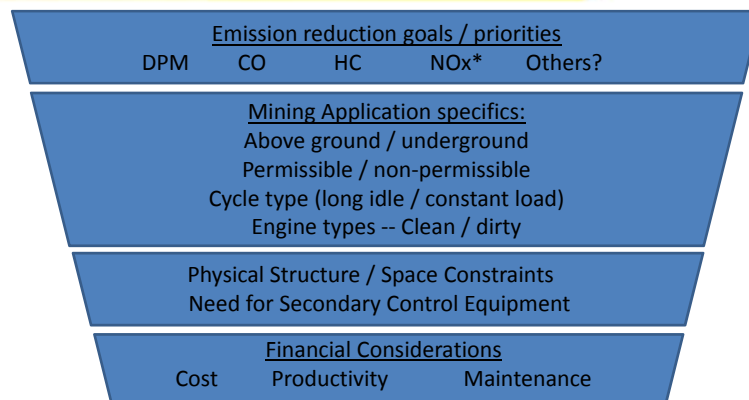 Emission reduction goals / priorities
DPM CO HC NOx* Others?
Mining Application specifics:
Above ground / underground
Permissible / non-permissible
Cycle type (long idle / constant load)
Engine types -- Clean / dirty
Physical Structure / Space Constraints
Need for Secondary Control Equipment
Financial Considerations
Cost Productivity Maintenance